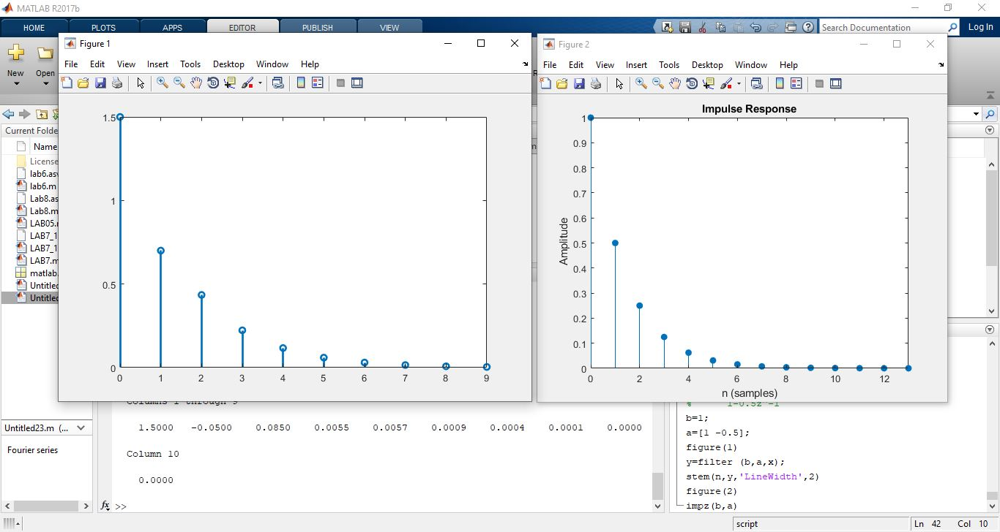 MATLAB R2017b
HOME PLOTS APPS EDITOR PUBLISH VIEW
Search Documentation
Log In
New
Open
Current Folde
Name
License
lab6.asv
lab6.m
Lab8.as
Lab8.m
LAB05.
LAB7_1
LAB7_1
LAB7.m
matlab.
Untitled
Untitled
Untitled23.m (...
Fourier series
Figure 1
File Edit View Insert Tools Desktop Window Help
1.5
1
0.5
0
0 1 2 3 4 5 6 7 8 9
Figure 2
File Edit View Insert Tools Desktop Window Help
Impulse Response
Amplitude
1
0.9
0.8
0.7
0.6
0.5
0.4
0.3
0.2
0.1
0
0 2 4 6 8 10 12
n (samples)
Columns 1 through 9
1.5000 -0.0500 0.0850 0.0055 0.0057 0.0009 0.0004 0.0001 0.0000
Column 10
0.0000
fx >>
% 1-0.5z^-1
b=1;
a=[1 -0.5];
figure(1)
y=filter (b,a,x);
stem(n,y,'LineWidth',2)
figure(2)
impz(b,a)
script
Ln 42 Col 10